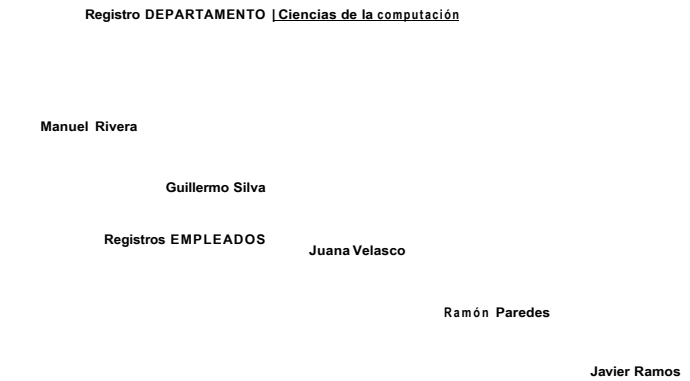 Registro DEPARTAMENTO | Ciencias de la computación
Manuel Rivera
Guillermo Silva
Registros EMPLEADOS
Juana Velasco
Ramón Paredes
Javier Ramos